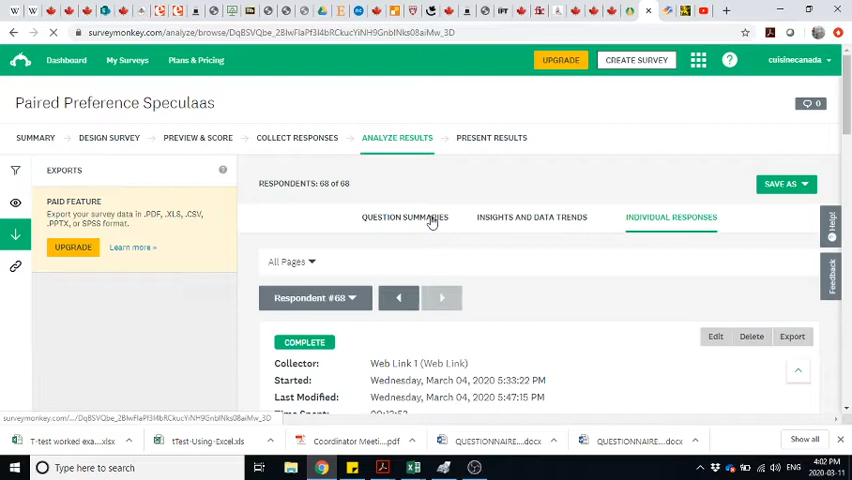 surveymonkey.com/analyze/browse/DqBSVQbe_2BIwFlaPf3I4bRCkucYiNH9GnbINks08aiMw_3D
Dashboard My Surveys Plans & Pricing UPGRADE CREATE SURVEY cuisinecanada
Paired Preference Speculaas 0
SUMMARY DESIGN SURVEY PREVIEW & SCORE COLLECT RESPONSES ANALYZE RESULTS PRESENT RESULTS
EXPORTS
RESPONDENTS: 68 of 68 SAVE AS
PAID FEATURE
Export your survey data in .PDF, .XLS, .CSV,
.PPTX, or SPSS format.
UPGRADE Learn more »
QUESTION SUMMARIES INSIGHTS AND DATA TRENDS INDIVIDUAL RESPONSES
Help!
Feedback
All Pages
Respondent #68
COMPLETE Edit Delete Export
Collector: Web Link 1 (Web Link)
Started: Wednesday, March 04, 2020 5:33:22 PM
Last Modified: Wednesday, March 04, 2020 5:47:15 PM
surveymonkey.com/.../DqBSVQbe_2BIwFlaPf3I4bRCkucYiNH9GnbINks08aiMw_3D
T-test worked exa....xlsx tTest-Using-Excel.xls Coordinator Meeti....pdf QUESTIONNAIRE....docx QUESTIONNAIRE....docx Show all
Type here to search
ENG 4:02 PM
2020-03-11